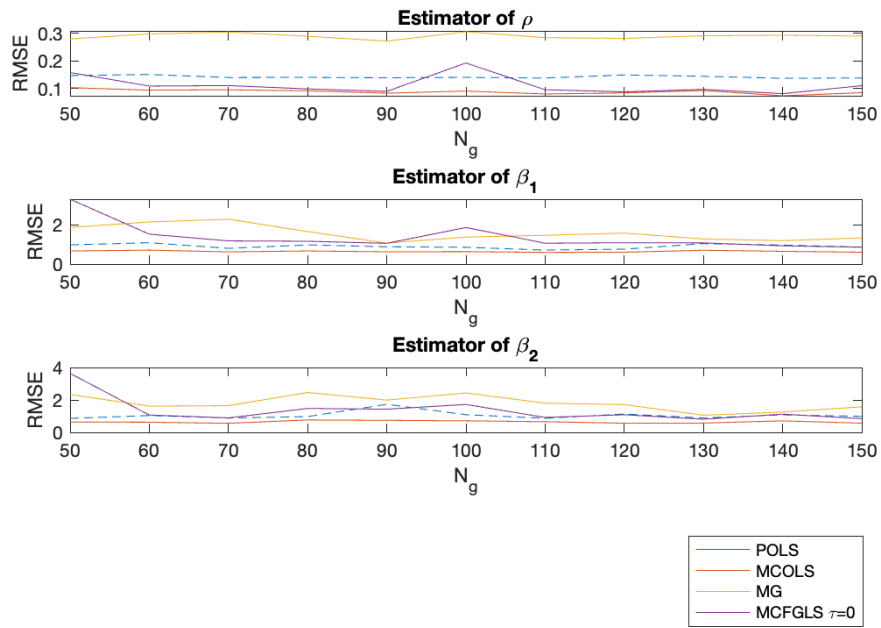 Estimator of ρ
RMSE
0.3
0.2
0.1
50 60 70 80 90 100 110 120 130 140 150
N_g
Estimator of β_1
RMSE
2
0
50 60 70 80 90 100 110 120 130 140 150
N_g
Estimator of β_2
RMSE
4
2
0
50 60 70 80 90 100 110 120 130 140 150
N_g
POLS
MCOLS
MG
MCFGLS τ=0